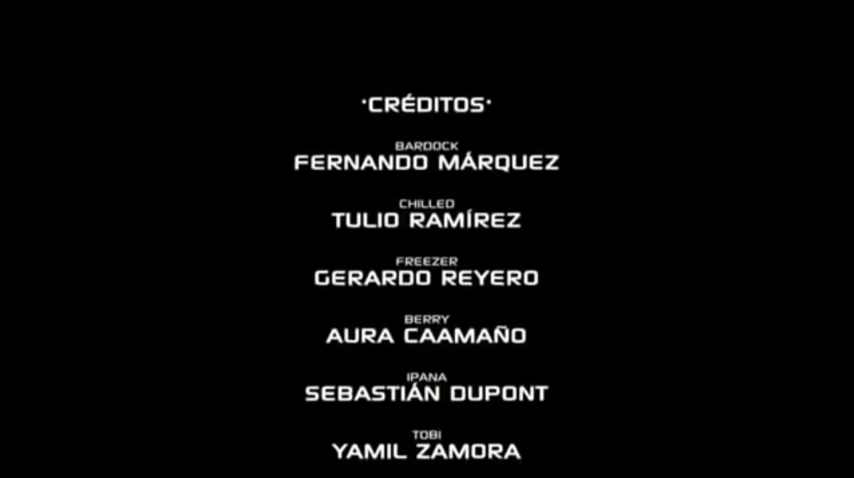 ·CRÉDITOS·
BARDOCK
FERNANDO MÁRQUEZ
CHILLED
TULIO RAMÍREZ
FREEZER
GERARDO REYERO
BERRY
AURA CAAMAÑO
IPANA
SEBASTIÁN DUPONT
TOBI
YAMIL ZAMORA